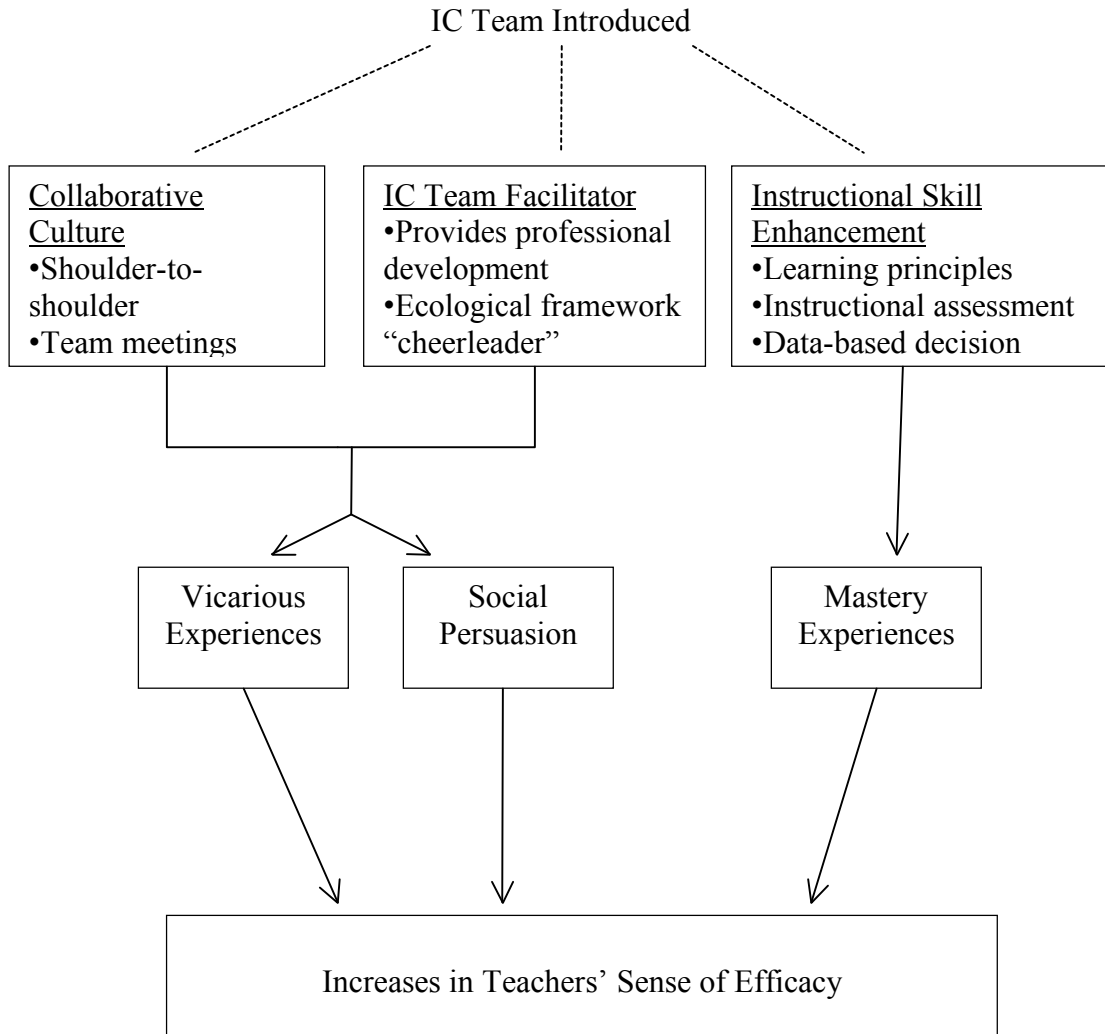 IC Team Introduced
Collaborative
Culture
•Shoulder-to-
shoulder
•Team meetings
IC Team Facilitator
•Provides professional
development
•Ecological framework
“cheerleader”
Instructional Skill
Enhancement
•Learning principles
•Instructional assessment
•Data-based decision
Vicarious
Experiences
Social
Persuasion
Mastery
Experiences
Increases in Teachers’ Sense of Efficacy